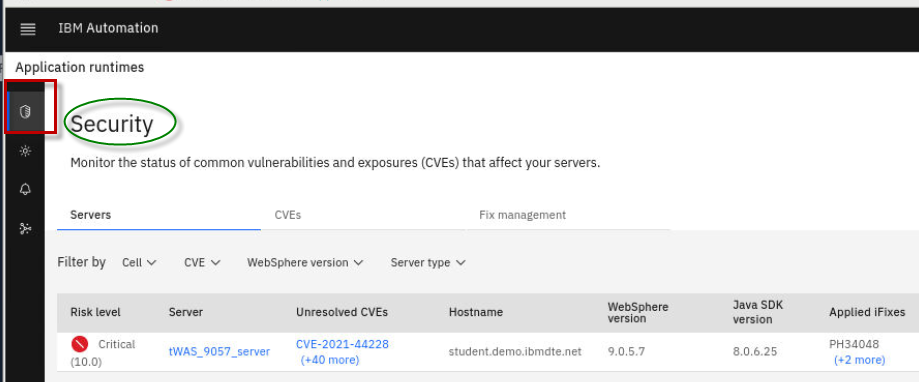 IBM Automation
Application runtimes
Security
Monitor the status of common vulnerabilities and exposures (CVEs) that affect your servers.
Servers CVEs Fix management
Filter by Cell CVE WebSphere version Server type
Risk level Server Unresolved CVEs Hostname WebSphere version Java SDK version Applied iFixes
Critical (10.0) tWAS_9057_server CVE-2021-44228 (+40 more) student.demo.ibmdte.net 9.0.5.7 8.0.6.25 PH34048 (+2 more)